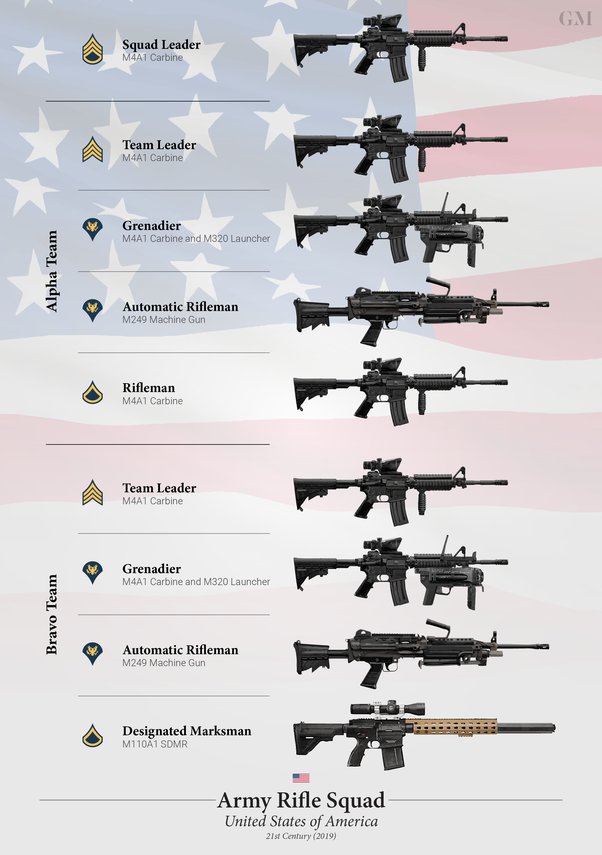 GM
Squad Leader
M4A1 Carbine
Alpha Team
Team Leader
M4A1 Carbine
Grenadier
M4A1 Carbine and M320 Launcher
Automatic Rifleman
M249 Machine Gun
Rifleman
M4A1 Carbine
Bravo Team
Team Leader
M4A1 Carbine
Grenadier
M4A1 Carbine and M320 Launcher
Automatic Rifleman
M249 Machine Gun
Designated Marksman
M110A1 SDMR
Army Rifle Squad
United States of America
21st Century (2019)